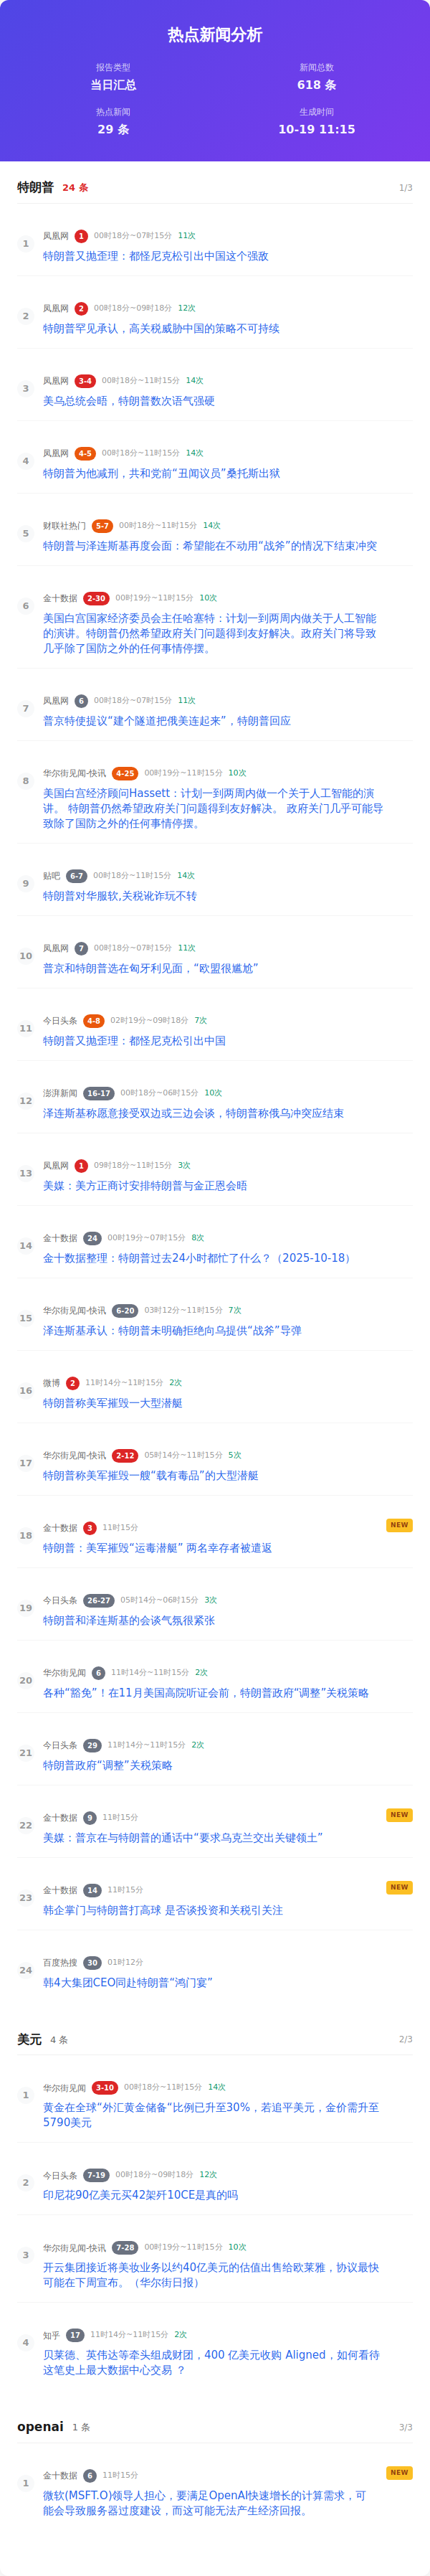 热点新闻分析
报告类型
当日汇总
新闻总数
618 条
热点新闻
29 条
生成时间
10-19 11:15
特朗普 24 条 1/3
1
凤凰网 1 00时18分~07时15分 11次
特朗普又抛歪理：都怪尼克松引出中国这个强敌
2
凤凰网 2 00时18分~09时18分 12次
特朗普罕见承认，高关税威胁中国的策略不可持续
3
凤凰网 3-4 00时18分~11时15分 14次
美乌总统会晤，特朗普数次语气强硬
4
凤凰网 4-5 00时18分~11时15分 14次
特朗普为他减刑，共和党前“丑闻议员”桑托斯出狱
5
财联社热门 5-7 00时18分~11时15分 14次
特朗普与泽连斯基再度会面：希望能在不动用“战斧”的情况下结束冲突
6
金十数据 2-30 00时19分~11时15分 10次
美国白宫国家经济委员会主任哈塞特：计划一到两周内做关于人工智能
的演讲。特朗普仍然希望政府关门问题得到友好解决。政府关门将导致
几乎除了国防之外的任何事情停摆。
7
凤凰网 6 00时18分~07时15分 11次
普京特使提议“建个隧道把俄美连起来”，特朗普回应
8
华尔街见闻-快讯 4-25 00时19分~11时15分 10次
美国白宫经济顾问Hassett：计划一到两周内做一个关于人工智能的演
讲。 特朗普仍然希望政府关门问题得到友好解决。 政府关门几乎可能导
致除了国防之外的任何事情停摆。
9
贴吧 6-7 00时18分~11时15分 14次
特朗普对华服软,关税讹诈玩不转
10
凤凰网 7 00时18分~07时15分 11次
普京和特朗普选在匈牙利见面，“欧盟很尴尬”
11
今日头条 4-8 02时19分~09时18分 7次
特朗普又抛歪理：都怪尼克松引出中国
12
澎湃新闻 16-17 00时18分~06时15分 10次
泽连斯基称愿意接受双边或三边会谈，特朗普称俄乌冲突应结束
13
凤凰网 1 09时18分~11时15分 3次
美媒：美方正商讨安排特朗普与金正恩会晤
14
金十数据 24 00时19分~07时15分 8次
金十数据整理：特朗普过去24小时都忙了什么？（2025-10-18）
15
华尔街见闻-快讯 6-20 03时12分~11时15分 7次
泽连斯基承认：特朗普未明确拒绝向乌提供“战斧”导弹
16
微博 2 11时14分~11时15分 2次
特朗普称美军摧毁一大型潜艇
17
华尔街见闻-快讯 2-12 05时14分~11时15分 5次
特朗普称美军摧毁一艘“载有毒品”的大型潜艇
18
金十数据 3 11时15分 NEW
特朗普：美军摧毁“运毒潜艇” 两名幸存者被遣返
19
今日头条 26-27 05时14分~06时15分 3次
特朗普和泽连斯基的会谈气氛很紧张
20
华尔街见闻 6 11时14分~11时15分 2次
各种“豁免”！在11月美国高院听证会前，特朗普政府“调整”关税策略
21
今日头条 29 11时14分~11时15分 2次
特朗普政府“调整”关税策略
22
金十数据 9 11时15分 NEW
美媒：普京在与特朗普的通话中“要求乌克兰交出关键领土”
23
金十数据 14 11时15分 NEW
韩企掌门与特朗普打高球 是否谈投资和关税引关注
24
百度热搜 30 01时12分
韩4大集团CEO同赴特朗普“鸿门宴”
美元 4 条 2/3
1
华尔街见闻 3-10 00时18分~11时15分 14次
黄金在全球“外汇黄金储备“比例已升至30%，若追平美元，金价需升至
5790美元
2
今日头条 7-19 00时18分~09时18分 12次
印尼花90亿美元买42架歼10CE是真的吗
3
华尔街见闻-快讯 7-28 00时19分~11时15分 10次
开云集团接近将美妆业务以约40亿美元的估值出售给欧莱雅，协议最快
可能在下周宣布。（华尔街日报）
4
知乎 17 11时14分~11时15分 2次
贝莱德、英伟达等牵头组成财团，400 亿美元收购 Aligned，如何看待
这笔史上最大数据中心交易 ？
openai 1 条 3/3
1
金十数据 6 11时15分 NEW
微软(MSFT.O)领导人担心，要满足OpenAI快速增长的计算需求，可
能会导致服务器过度建设，而这可能无法产生经济回报。